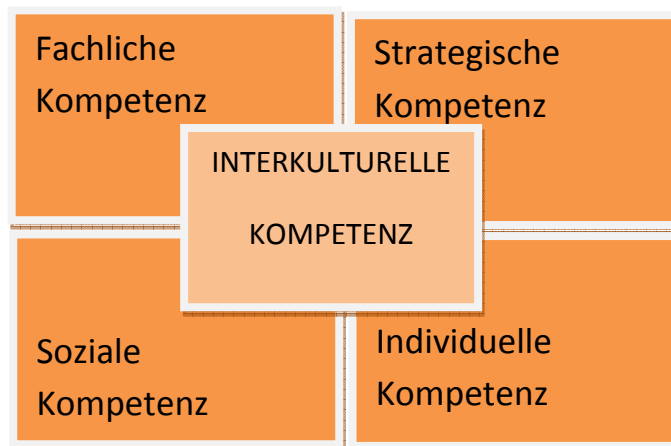 Fachliche
Kompetenz
Strategische
Kompetenz
INTERKULTURELLE
KOMPETENZ
Soziale
Kompetenz
Individuelle
Kompetenz